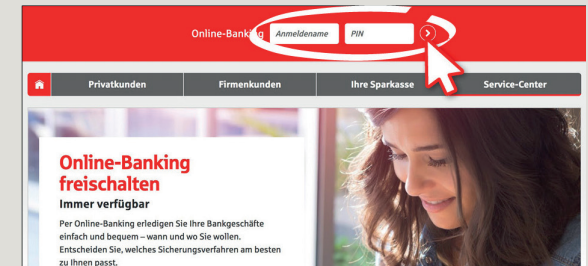 Online-Banking Anmeldename PIN
Privatkunden Firmenkunden Ihre Sparkasse Service-Center
Online-Banking
freischalten
Immer verfügbar
Per Online-Banking erledigen Sie Ihre Bankgeschäfte
einfach und bequem – wann und wo Sie wollen.
Entscheiden Sie, welches Sicherungsverfahren am besten
zu Ihnen passt.